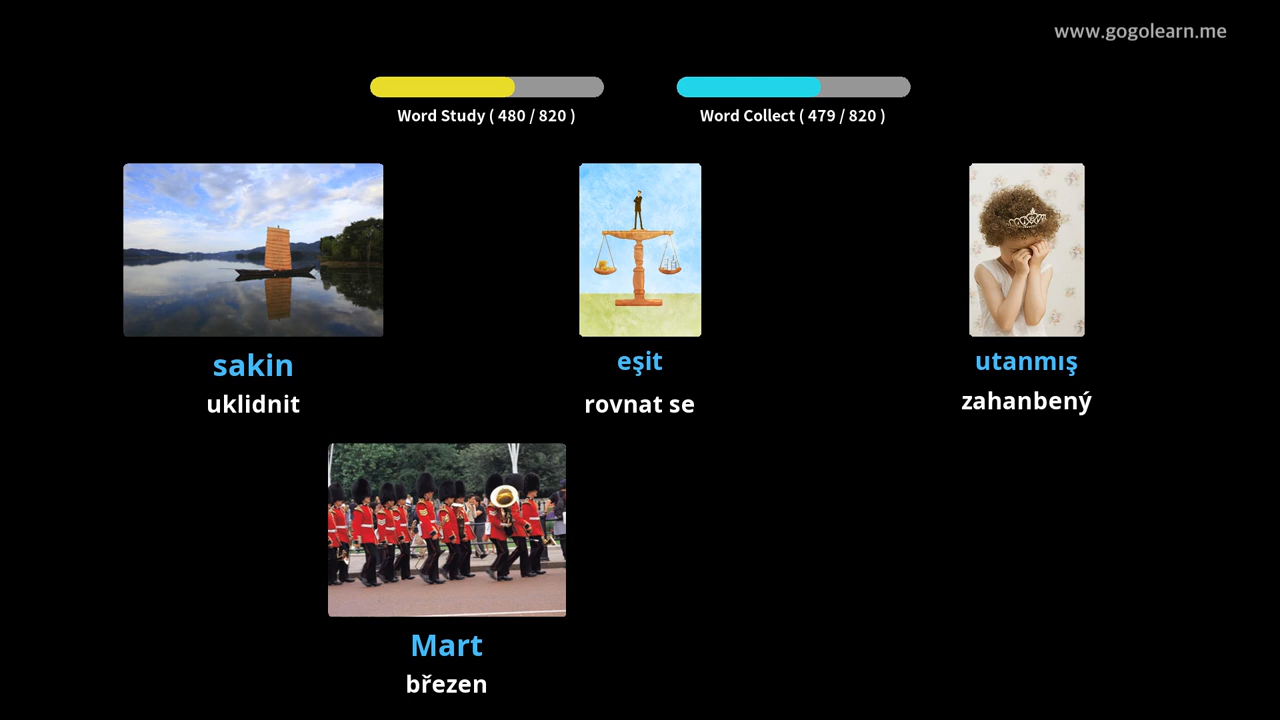 www.gogolearn.me
Word Study ( 480 / 820 )
Word Collect ( 479 / 820 )
sakin
uklidnit
eşit
rovnat se
utanmış
zahanbený
Mart
březen